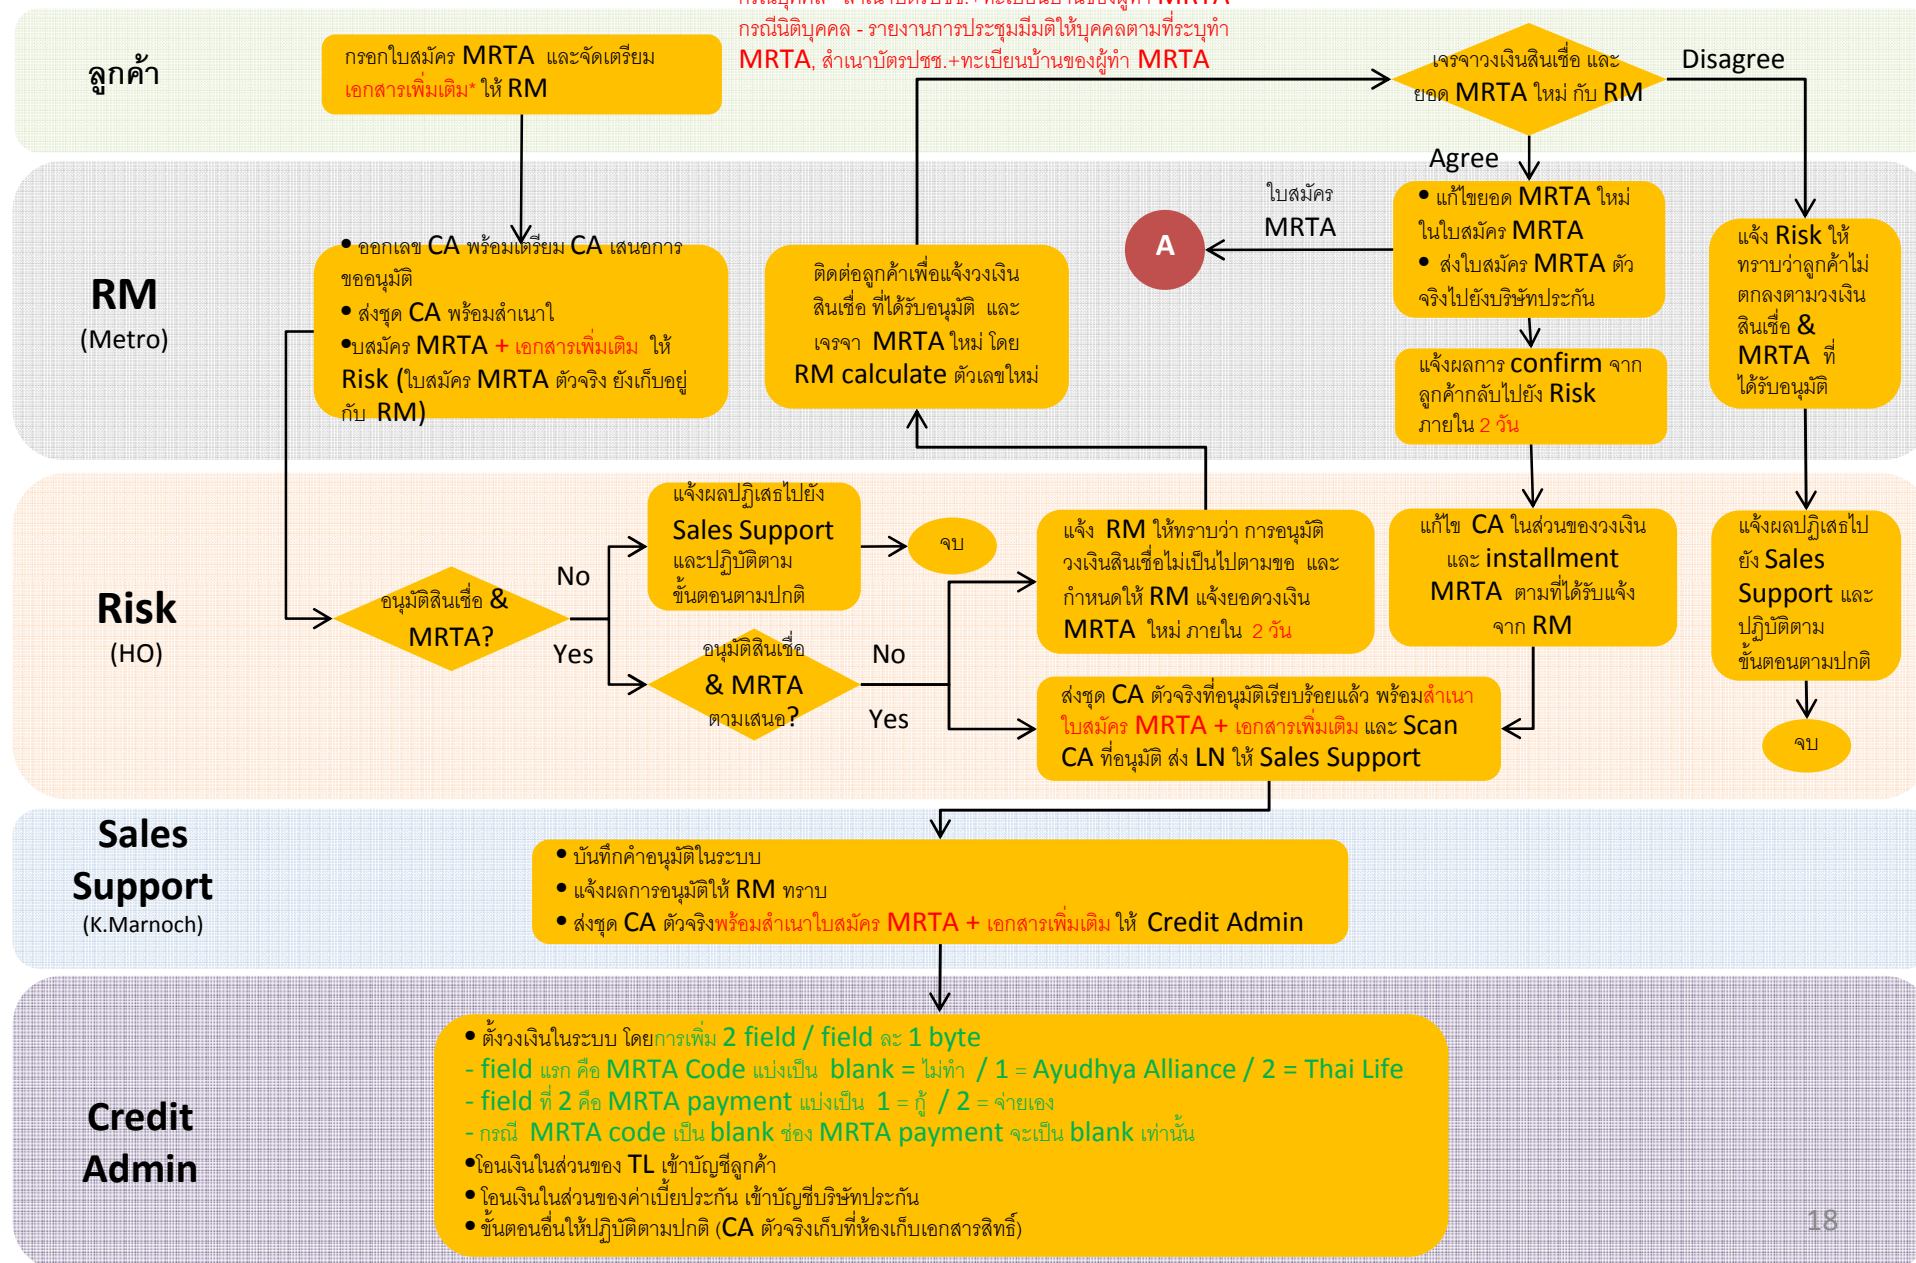 กรณีบุคคล - สำเนาบัตรปชช.+ทะเบียนบ้านของผู้ทำ MRTA
กรณีนิติบุคคล - รายงานการประชุมมีมติให้บุคคลตามที่ระบุทำ
MRTA, สำเนาบัตรปชช.+ทะเบียนบ้านของผู้ทำ MRTA
ลูกค้า
กรอกใบสมัคร MRTA และจัดเตรียม
เอกสารเพิ่มเติม* ให้ RM
เจรจาวงเงินสินเชื่อ และ
ยอด MRTA ใหม่ กับ RM
Disagree
Agree
RM
(Metro)
• ออกเลข CA พร้อมเตรียม CA เสนอการ
ขออนุมัติ
• ส่งชุด CA พร้อมสำเนาใ
•บสมัคร MRTA + เอกสารเพิ่มเติม ให้
Risk (ใบสมัคร MRTA ตัวจริง ยังเก็บอยู่
กับ RM)
ติดต่อลูกค้าเพื่อแจ้งวงเงิน
สินเชื่อ ที่ได้รับอนุมัติ และ
เจรจา MRTA ใหม่ โดย
RM calculate ตัวเลขใหม่
A
ใบสมัคร
MRTA
• แก้ไขยอด MRTA ใหม่
ในใบสมัคร MRTA
• ส่งใบสมัคร MRTA ตัว
จริงไปยังบริษัทประกัน
แจ้งผลการ confirm จาก
ลูกค้ากลับไปยัง Risk
ภายใน 2 วัน
แจ้ง Risk ให้
ทราบว่าลูกค้าไม่
ตกลงตามวงเงิน
สินเชื่อ &
MRTA ที่
ได้รับอนุมัติ
Risk
(HO)
อนุมัติสินเชื่อ &
MRTA?
No
Yes
แจ้งผลปฏิเสธไปยัง
Sales Support
และปฏิบัติตาม
ขั้นตอนตามปกติ
จบ
อนุมัติสินเชื่อ
& MRTA
ตามเสนอ?
No
Yes
แจ้ง RM ให้ทราบว่า การอนุมัติ
วงเงินสินเชื่อไม่เป็นไปตามขอ และ
กำหนดให้ RM แจ้งยอดวงเงิน
MRTA ใหม่ ภายใน 2 วัน
แก้ไข CA ในส่วนของวงเงิน
และ installment
MRTA ตามที่ได้รับแจ้ง
จาก RM
แจ้งผลปฏิเสธไป
ยัง Sales
Support และ
ปฏิบัติตาม
ขั้นตอนตามปกติ
จบ
ส่งชุด CA ตัวจริงที่อนุมัติเรียบร้อยแล้ว พร้อมสำเนา
ใบสมัคร MRTA + เอกสารเพิ่มเติม และ Scan
CA ที่อนุมัติ ส่ง LN ให้ Sales Support
Sales
Support
(K.Marnoch)
• บันทึกคำอนุมัติในระบบ
• แจ้งผลการอนุมัติให้ RM ทราบ
• ส่งชุด CA ตัวจริงพร้อมสำเนาใบสมัคร MRTA + เอกสารเพิ่มเติม ให้ Credit Admin
Credit
Admin
• ตั้งวงเงินในระบบ โดยการเพิ่ม 2 field / field ละ 1 byte
- field แรก คือ MRTA Code แบ่งเป็น blank = ไม่ทำ / 1 = Ayudhya Alliance / 2 = Thai Life
- field ที่ 2 คือ MRTA payment แบ่งเป็น 1 = กู้ / 2 = จ่ายเอง
- กรณี MRTA code เป็น blank ช่อง MRTA payment จะเป็น blank เท่านั้น
•โอนเงินในส่วนของ TL เข้าบัญชีลูกค้า
• โอนเงินในส่วนของค่าเบี้ยประกัน เข้าบัญชีบริษัทประกัน
• ขั้นตอนอื่นให้ปฏิบัติตามปกติ (CA ตัวจริงเก็บที่ห้องเก็บเอกสารสิทธิ์)
18